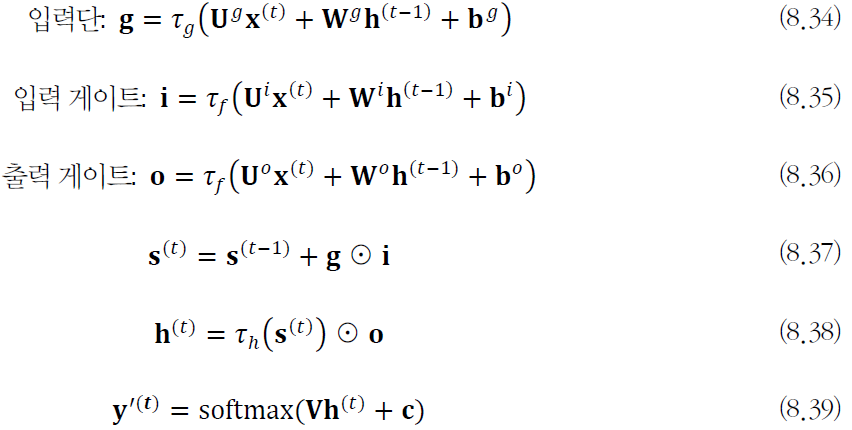 입력단: g = τ_g(U^g x^(t) + W^g h^(t−1) + b^g) (8.34)
입력 게이트: i = τ_f(U^i x^(t) + W^i h^(t−1) + b^i) (8.35)
출력 게이트: o = τ_f(U^o x^(t) + W^o h^(t−1) + b^o) (8.36)
s^(t) = s^(t−1) + g ⊙ i (8.37)
h^(t) = τ_h(s^(t)) ⊙ o (8.38)
y′^(t) = softmax(Vh^(t) + c) (8.39)